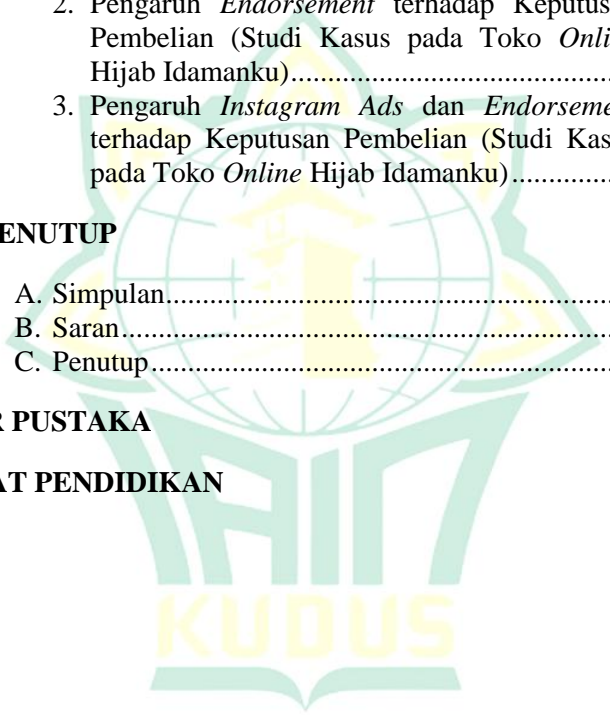 2. Pengaruh Endorsement terhadap Keputus
Pembelian (Studi Kasus pada Toko Onli
Hijab Idamanku)
3. Pengaruh Instagram Ads dan Endorseme
terhadap Keputusan Pembelian (Studi Kas
pada Toko Online Hijab Idamanku)
ENUTUP
A. Simpulan
B. Saran
C. Penutup
R PUSTAKA
AT PENDIDIKAN
IAIN
KUDUS